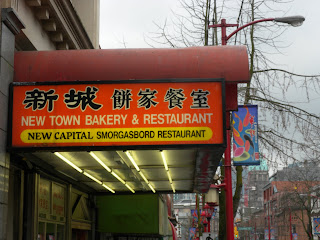 新城 餅家餐室
NEW TOWN BAKERY & RESTAURANT
NEW CAPITAL SMORGASBORD RESTAURANT